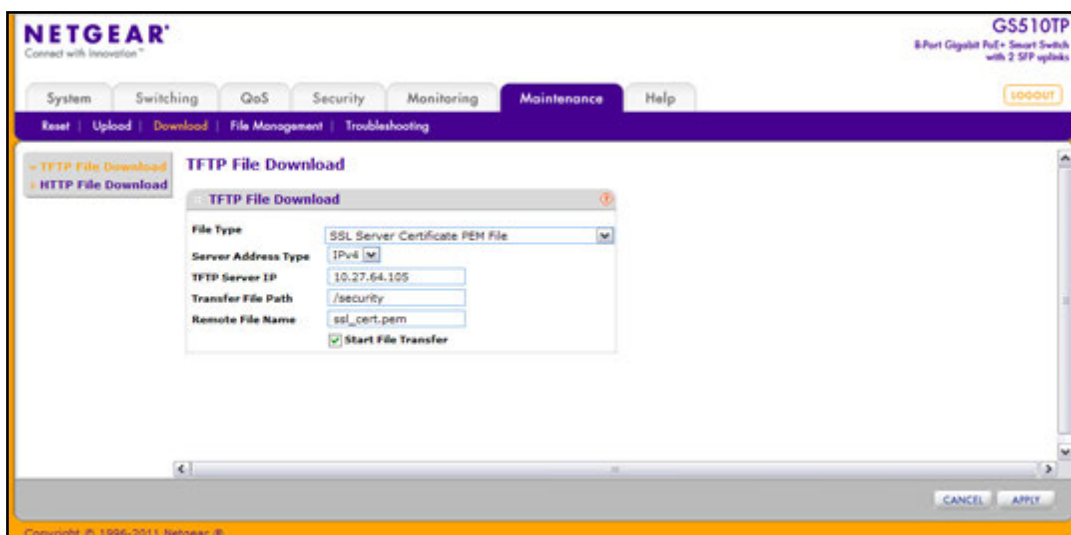 NETGEAR®
Connect with Innovation™
GS510TP
8-Port Gigabit PoE+ Smart Switch
with 2 SFP uplinks
System Switching QoS Security Monitoring Maintenance Help
LOGOUT
Reset | Upload | Download | File Management | Troubleshooting
TFTP File Download
HTTP File Download
TFTP File Download
TFTP File Download
File Type SSL Server Certificate PEM File
Server Address Type IPv4
TFTP Server IP 10.27.64.105
Transfer File Path /security
Remote File Name ssl_cert.pem
Start File Transfer
CANCEL APPLY
Copyright © 1996-2011 Netgear ®